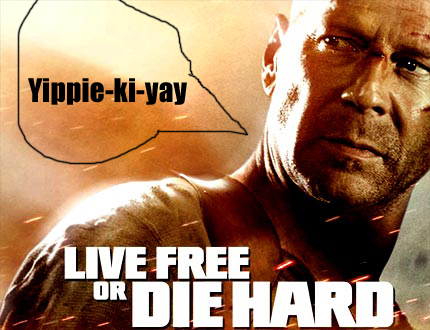 Yippie-ki-yay
LIVE FREE
OR DIE HARD